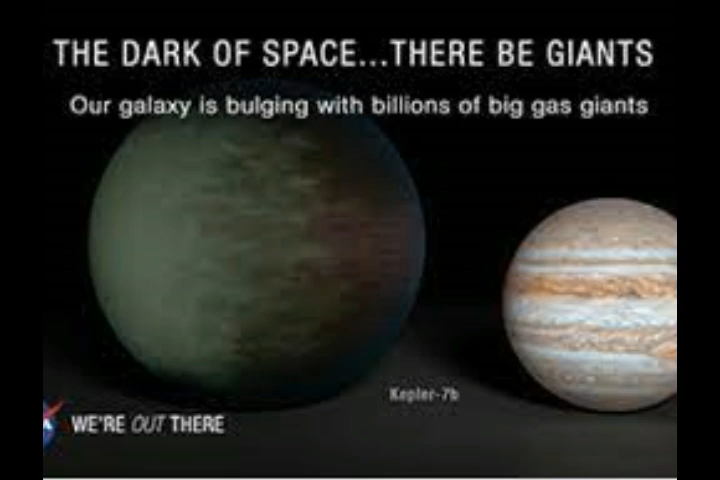 THE DARK OF SPACE...THERE BE GIANTS
Our galaxy is bulging with billions of big gas giants
Kepler-7b
WE'RE OUT THERE